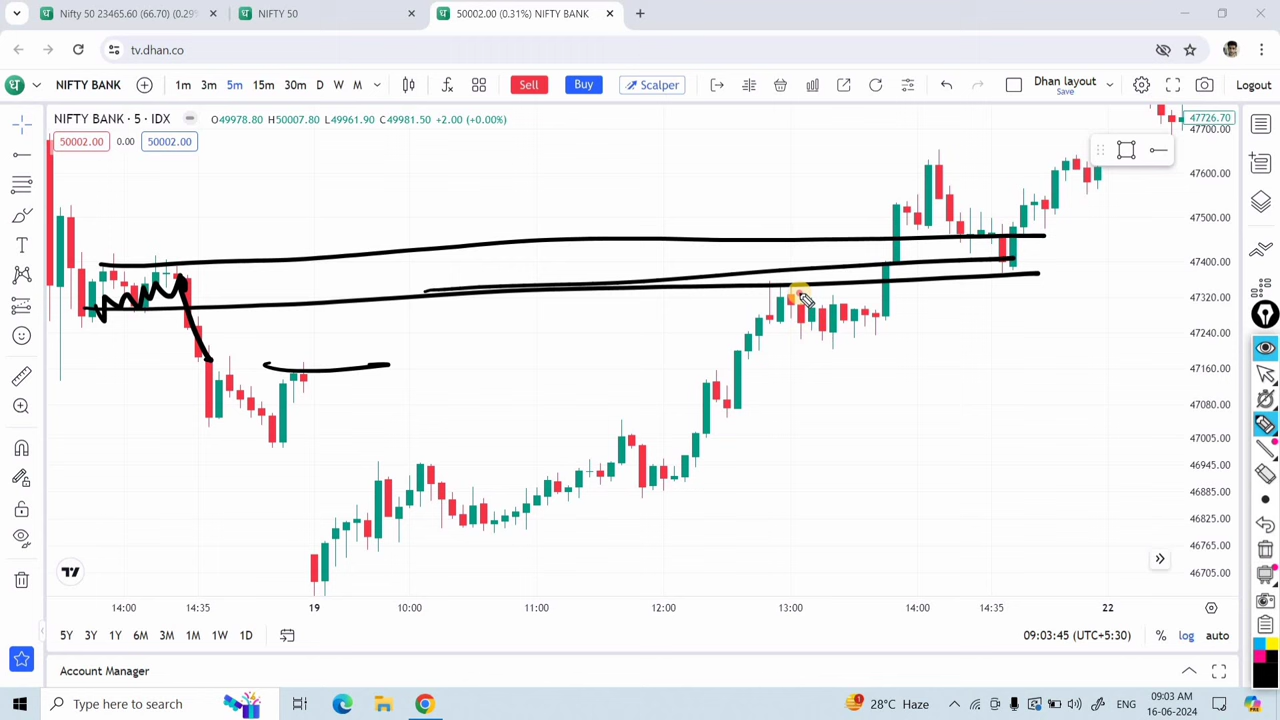 Nifty 50 23465.60 (66.70) (0.29%
NIFTY 50
50002.00 (0.31%) NIFTY BANK
tv.dhan.co
NIFTY BANK 1m 3m 5m 15m 30m D W M Sell Buy Scalper Dhan layout Save Logout
NIFTY BANK · 5 · IDX O49978.80 H50007.80 L49961.90 C49981.50 +2.00 (+0.00%)
50002.00 0.00 50002.00
47726.70
47700.00
47600.00
47500.00
47400.00
47320.00
47240.00
47160.00
47080.00
47005.00
46945.00
46885.00
46825.00
46765.00
46705.00
14:00 14:35 19 10:00 11:00 12:00 13:00 14:00 14:35 22
5Y 3Y 1Y 6M 3M 1M 1W 1D 09:03:45 (UTC+5:30) % log auto
Account Manager
Type here to search 28°C Haze ENG 09:03 AM
16-06-2024